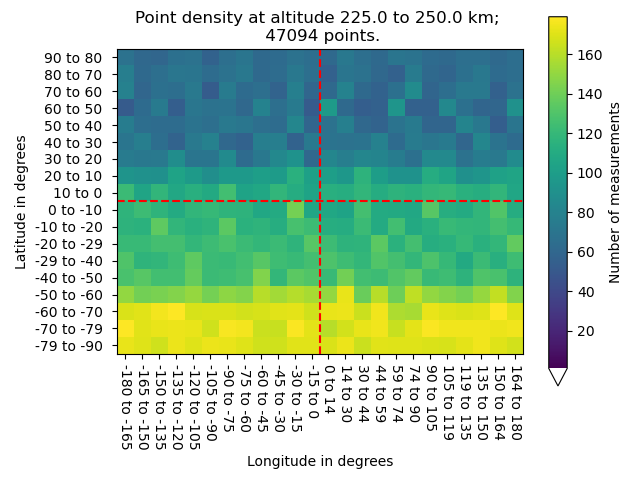 Point density at altitude 225.0 to 250.0 km;
47094 points.
90 to 80
80 to 70
70 to 60
60 to 50
50 to 40
40 to 30
30 to 20
20 to 10
10 to 0
0 to -10
-10 to -20
-20 to -29
-29 to -40
-40 to -50
-50 to -60
-60 to -70
-70 to -79
-79 to -90
Latitude in degrees
-180 to -165
-165 to -150
-150 to -135
-135 to -120
-120 to -105
-105 to -90
-90 to -75
-75 to -60
-60 to -45
-45 to -30
-30 to -15
-15 to 0
0 to 14
14 to 30
30 to 44
44 to 59
59 to 74
74 to 90
90 to 105
105 to 119
119 to 135
135 to 150
150 to 164
164 to 180
Longitude in degrees
160
140
120
100
80
60
40
20
Number of measurements